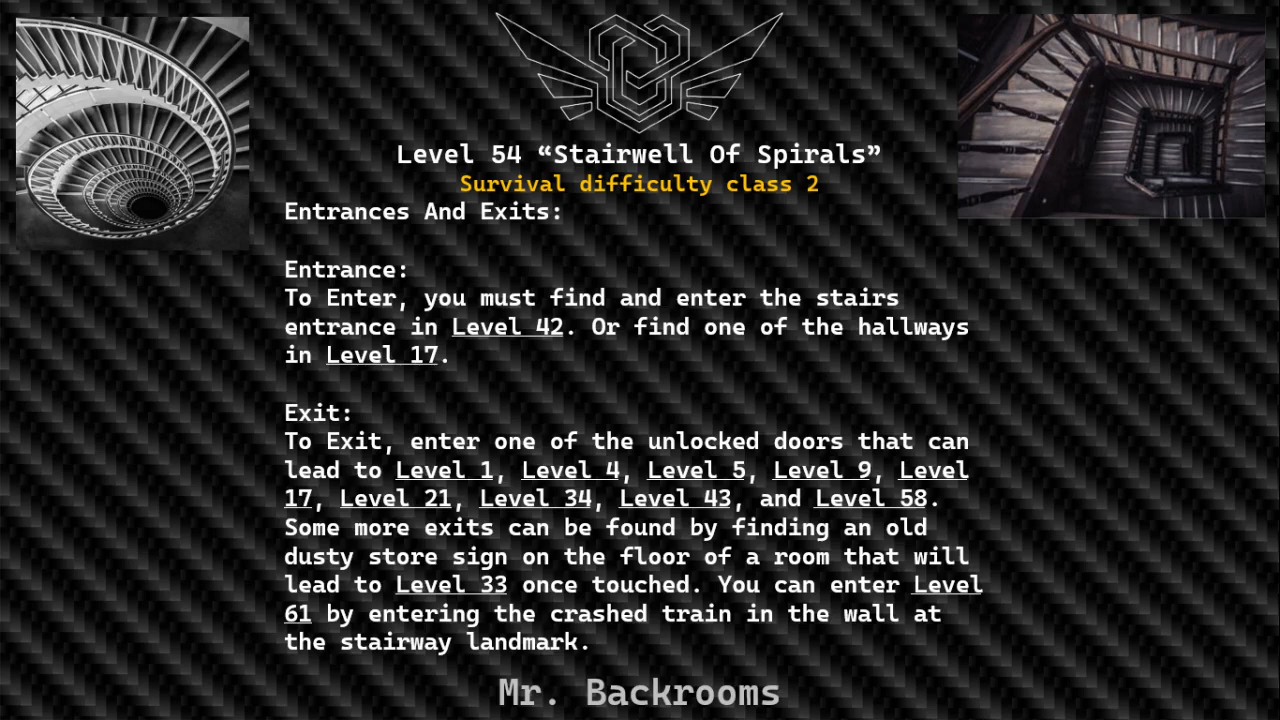 Level 54 “Stairwell Of Spirals”
Survival difficulty class 2
Entrances And Exits:
Entrance:
To Enter, you must find and enter the stairs
entrance in Level 42. Or find one of the hallways
in Level 17.
Exit:
To Exit, enter one of the unlocked doors that can
lead to Level 1, Level 4, Level 5, Level 9, Level
17, Level 21, Level 34, Level 43, and Level 58.
Some more exits can be found by finding an old
dusty store sign on the floor of a room that will
lead to Level 33 once touched. You can enter Level
61 by entering the crashed train in the wall at
the stairway landmark.
Mr. Backrooms